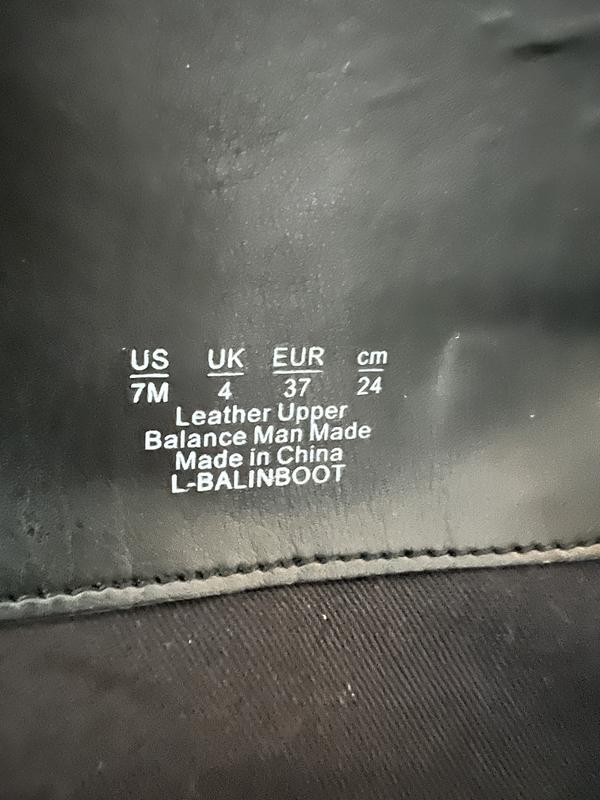 US UK EUR cm
7M 4 37 24
Leather Upper
Balance Man Made
Made in China
L-BALINBOOT